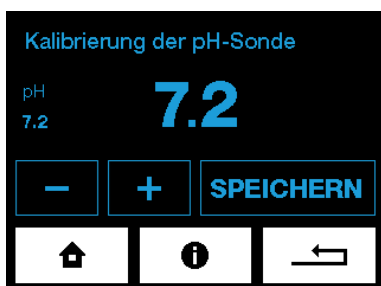 Kalibrierung der pH-Sonde
pH
7.2
7.2
− + SPEICHERN